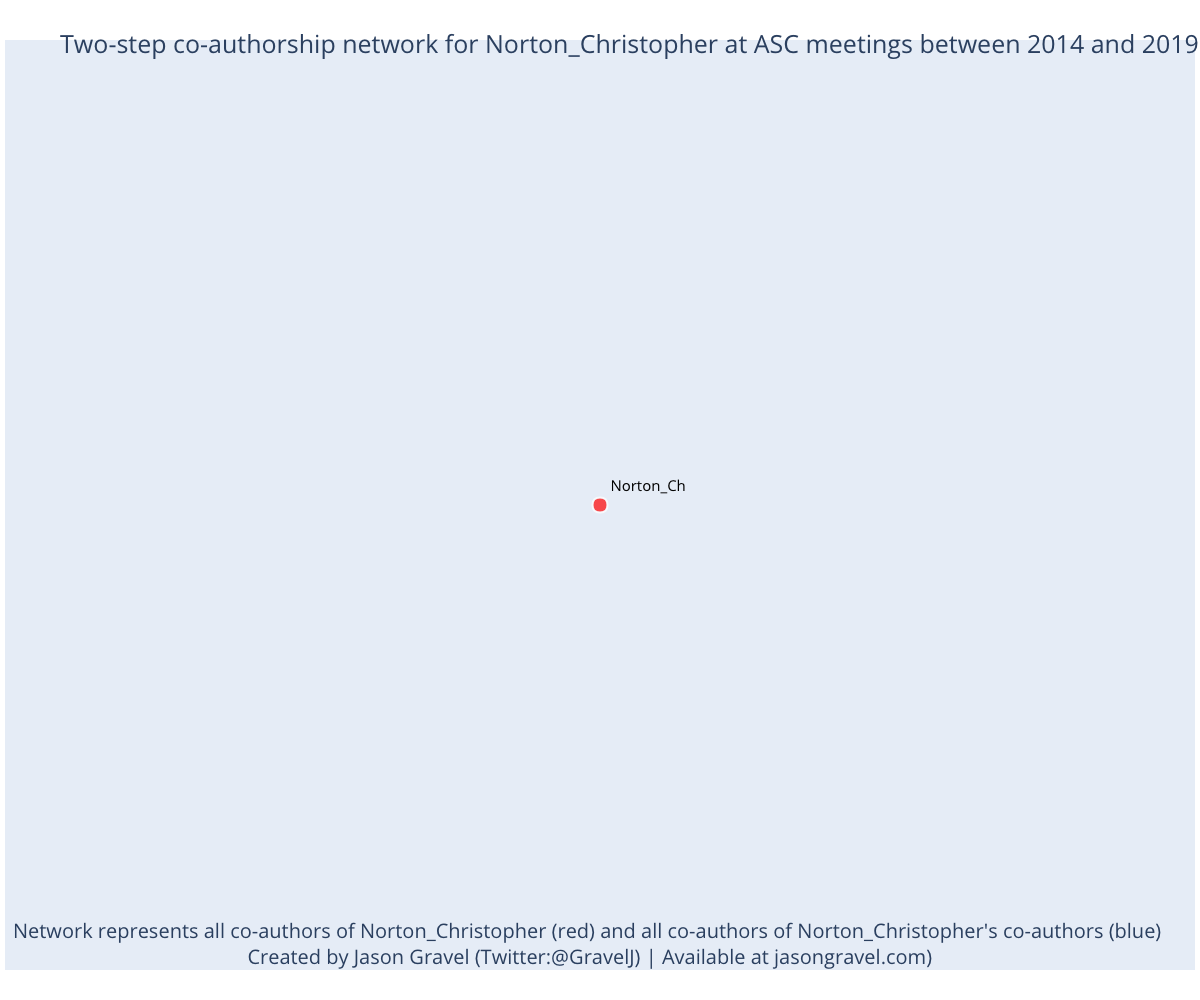 Two-step co-authorship network for Norton_Christopher at ASC meetings between 2014 and 2019
Norton_Ch
Network represents all co-authors of Norton_Christopher (red) and all co-authors of Norton_Christopher's co-authors (blue)
Created by Jason Gravel (Twitter:@GravelJ) | Available at jasongravel.com)